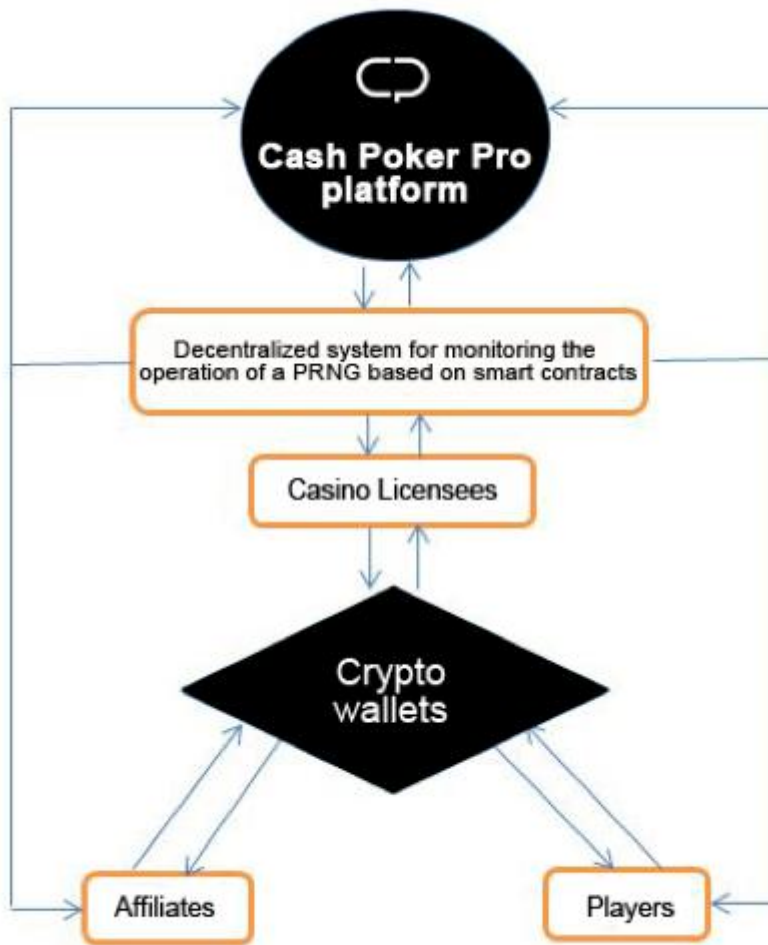 Cash Poker Pro
platform
Decentralized system for monitoring the
operation of a PRNG based on smart contracts
Casino Licensees
Crypto
wallets
Affiliates
Players